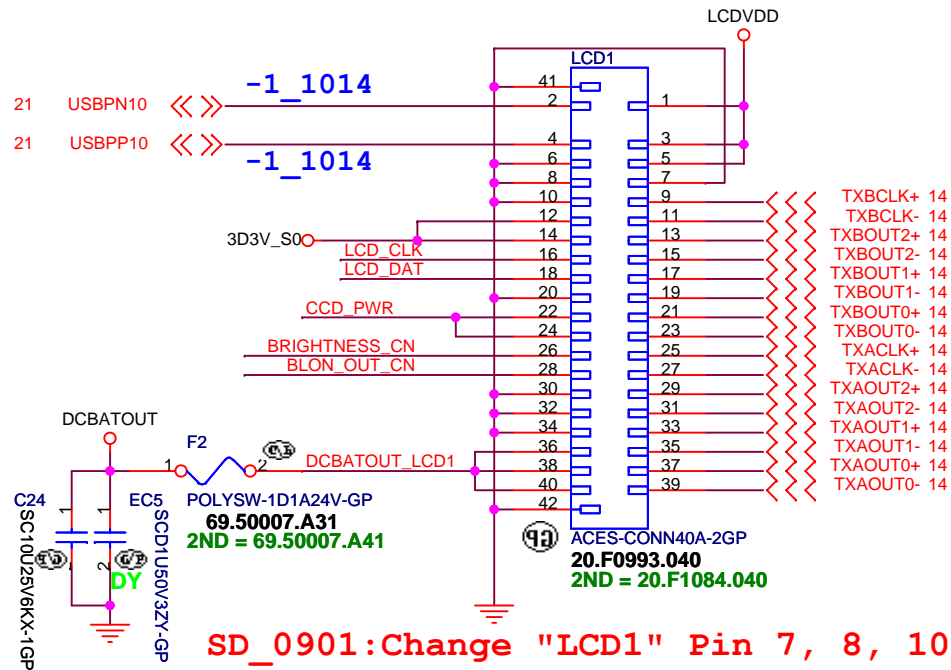 LCDVDD
LCD1
-1_1014
21 USBPN10
21 USBPP10
-1_1014
41
2 1
4 3
6 5
8 7
10 9 TXBCLK+ 14
12 11 TXBCLK- 14
3D3V_S0 14 13 TXBOUT2+ 14
LCD_CLK 16 15 TXBOUT2- 14
LCD_DAT 18 17 TXBOUT1+ 14
20 19 TXBOUT1- 14
CCD_PWR 22 21 TXBOUT0+ 14
24 23 TXBOUT0- 14
BRIGHTNESS_CN 26 25 TXACLK+ 14
BLON_OUT_CN 28 27 TXACLK- 14
30 29 TXAOUT2+ 14
32 31 TXAOUT2- 14
34 33 TXAOUT1+ 14
36 35 TXAOUT1- 14
DCBATOUT_LCD1 38 37 TXAOUT0+ 14
40 39 TXAOUT0- 14
42
DCBATOUT
F2
1 2
POLYSW-1D1A24V-GP
69.50007.A31
2ND = 69.50007.A41
C24
SC10U25V6KX-1GP
1
2
EC5
SCD1U50V3ZY-GP
1
2
DY
ACES-CONN40A-2GP
20.F0993.040
2ND = 20.F1084.040
SD_0901:Change "LCD1" Pin 7, 8, 10